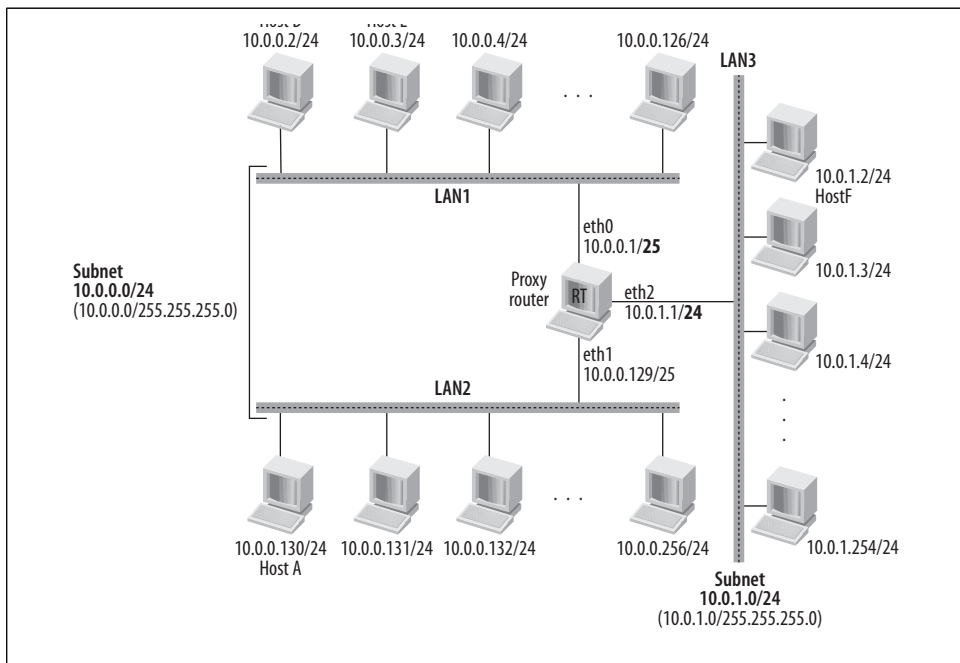 10.0.0.2/24
10.0.0.3/24
10.0.0.4/24
10.0.0.126/24
. . .
LAN3
10.0.1.2/24
HostF
LAN1
eth0
10.0.0.1/25
10.0.1.3/24
Subnet
10.0.0.0/24
(10.0.0.0/255.255.255.0)
Proxy
router
RT
eth2
10.0.1.1/24
10.0.1.4/24
eth1
10.0.0.129/25
LAN2
.
.
.
. . .
10.0.0.130/24
Host A
10.0.0.131/24
10.0.0.132/24
10.0.0.256/24
10.0.1.254/24
Subnet
10.0.1.0/24
(10.0.1.0/255.255.255.0)